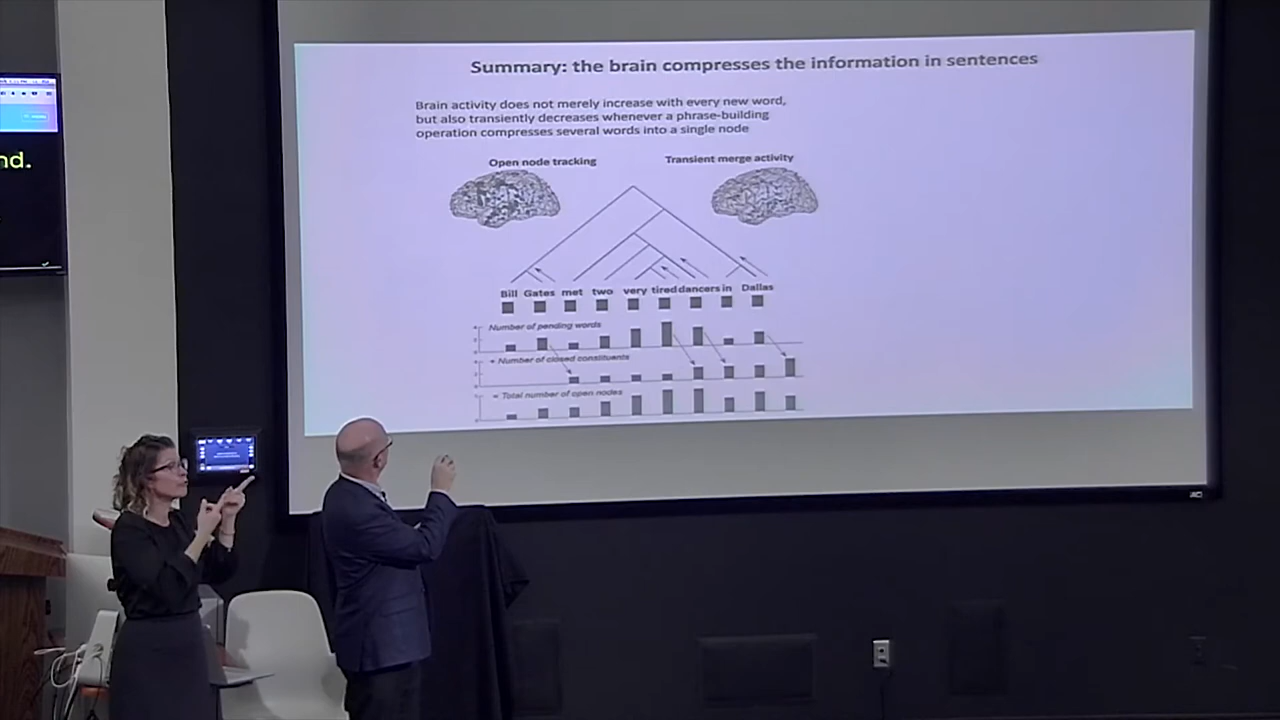 nd.
Summary: the brain compresses the information in sentences
Brain activity does not merely increase with every new word,
but also transiently decreases whenever a phrase-building
operation compresses several words into a single node
Open node tracking
Transient merge activity
Bill Gates met two very tired dancers in Dallas
Number of pending words
+ Number of closed constituents
= Total number of open nodes